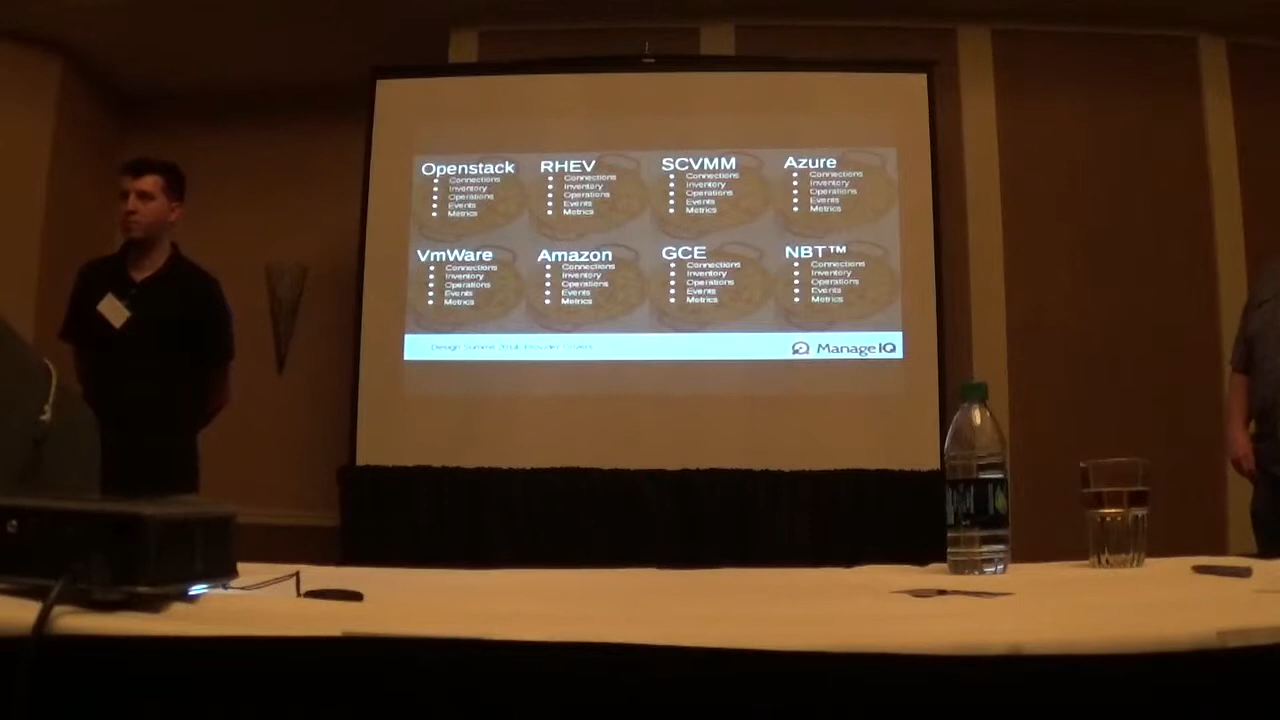 Openstack
Connections
Inventory
Operations
Events
Metrics
RHEV
Connections
Inventory
Operations
Events
Metrics
SCVMM
Connections
Inventory
Operations
Events
Metrics
Azure
Connections
Inventory
Operations
Events
Metrics
VmWare
Connections
Inventory
Operations
Events
Metrics
Amazon
Connections
Inventory
Operations
Events
Metrics
GCE
Connections
Inventory
Operations
Events
Metrics
NBT™
Connections
Inventory
Operations
Events
Metrics
Design Summit
ManageIQ